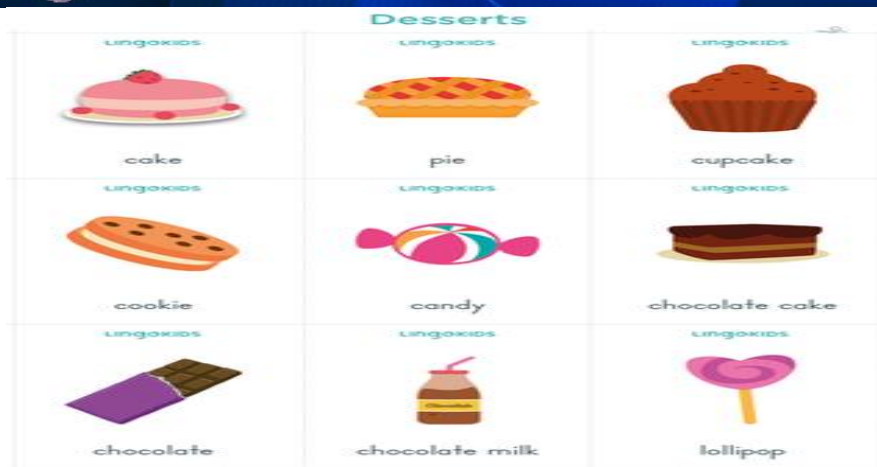 Desserts
LINGOKIDS LINGOKIDS LINGOKIDS
cake pie cupcake
LINGOKIDS LINGOKIDS LINGOKIDS
cookie candy chocolate cake
LINGOKIDS LINGOKIDS LINGOKIDS
Chocolate
chocolate chocolate milk lollipop